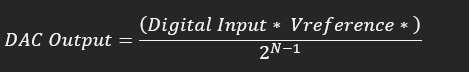 DAC Output = (Digital Input * Vreference *) / 2^{N-1}